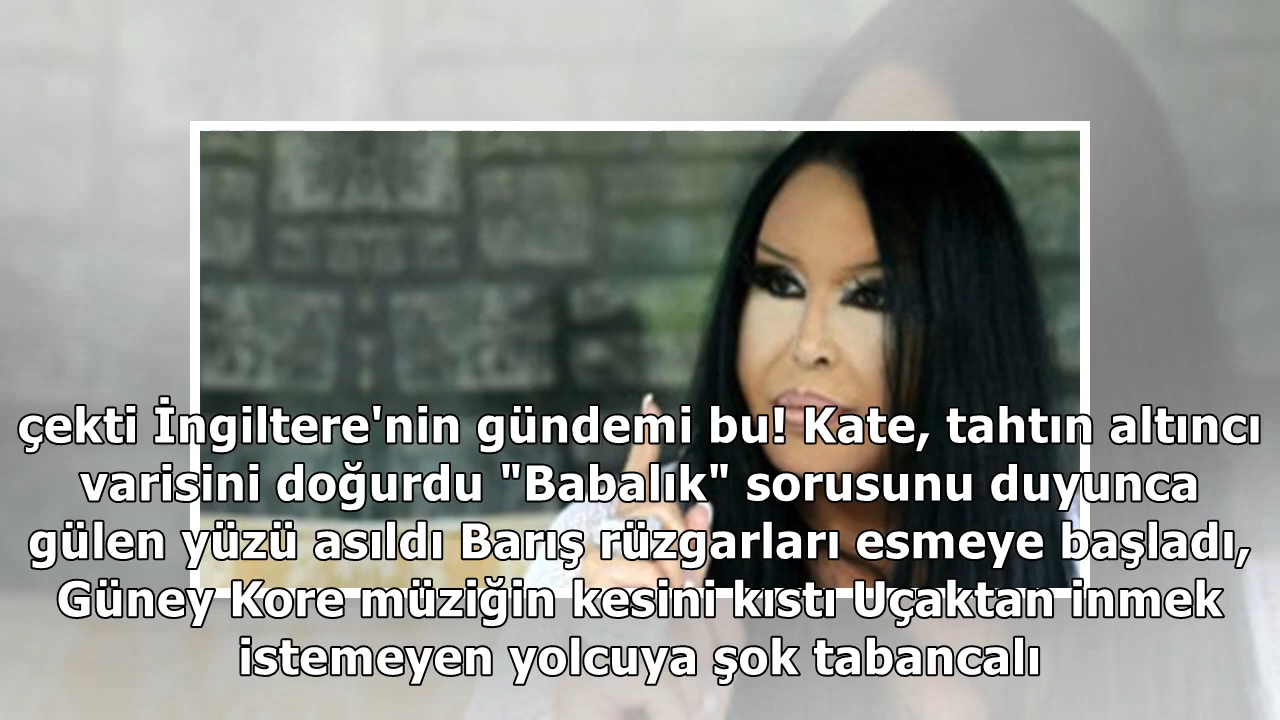 çekti İngiltere'nin gündemi bu! Kate, tahtın altıncı
varisini doğurdu "Babalık" sorusunu duyunca
gülen yüzü asıldı Barış rüzgarları esmeye başladı,
Güney Kore müziğin kesini kıstı Uçaktan inmek
istemeyen yolcuya şok tabancalı